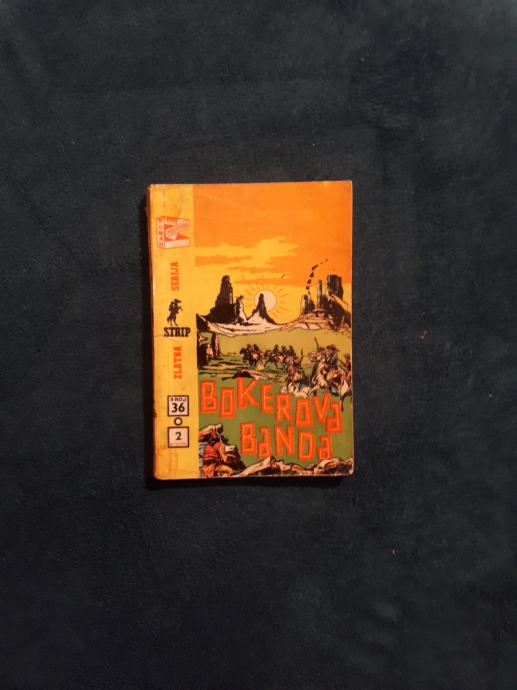 ZLATNA
STRIP
SERIJA
BROJ
36
2
BOKEROVA
BANDA